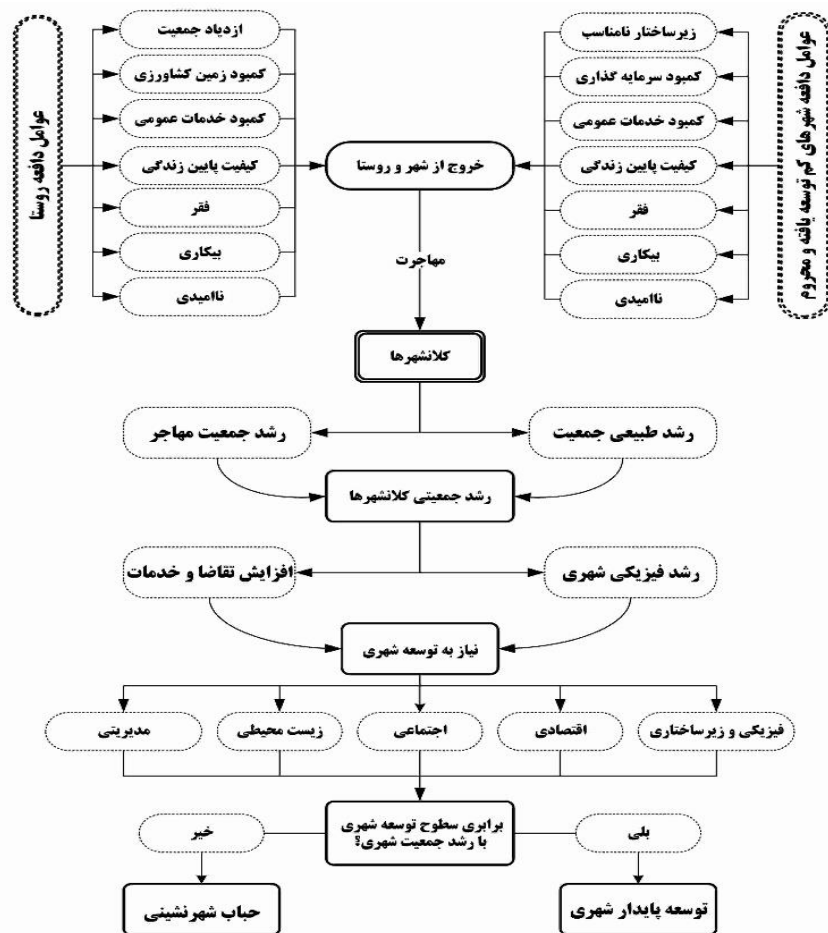 عوامل دافعه شهرهای کم توسعه یافته و محروم
زیرساختار نامناسب
کمبود سرمایه گذاری
کمبود خدمات عمومی
کیفیت پایین زندگی
فقر
بیکاری
ناامیدی
عوامل دافعه روستا
ازدیاد جمعیت
کمبود زمین کشاورزی
کمبود خدمات عمومی
کیفیت پایین زندگی
فقر
بیکاری
ناامیدی
خروج از شهر و روستا
مهاجرت
کلانشهرها
رشد طبیعی جمعیت
رشد جمعیت مهاجر
رشد جمعیتی کلانشهرها
رشد فیزیکی شهری
افزایش تقاضا و خدمات
نیاز به توسعه شهری
فیزیکی و زیرساختاری
اقتصادی
اجتماعی
زیست محیطی
مدیریتی
برابری سطوح توسعه شهری
با رشد جمعیت شهری؟
بلی
خیر
توسعه پایدار شهری
حباب شهرنشینی